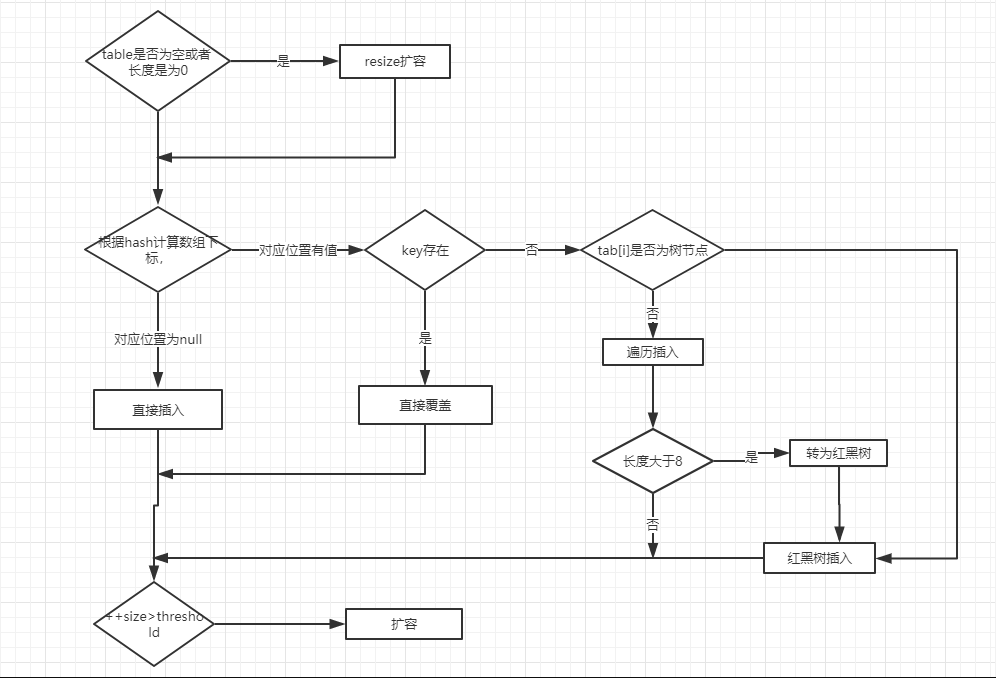 table是否为空或者
长度是为0
是
resize扩容
根据hash计算数组下
标，
对应位置有值
key存在
否
tab[i]是否为树节点
对应位置为null
是
否
遍历插入
直接插入
直接覆盖
长度大于8
是
转为红黑树
否
红黑树插入
++size>thresho
ld
扩容